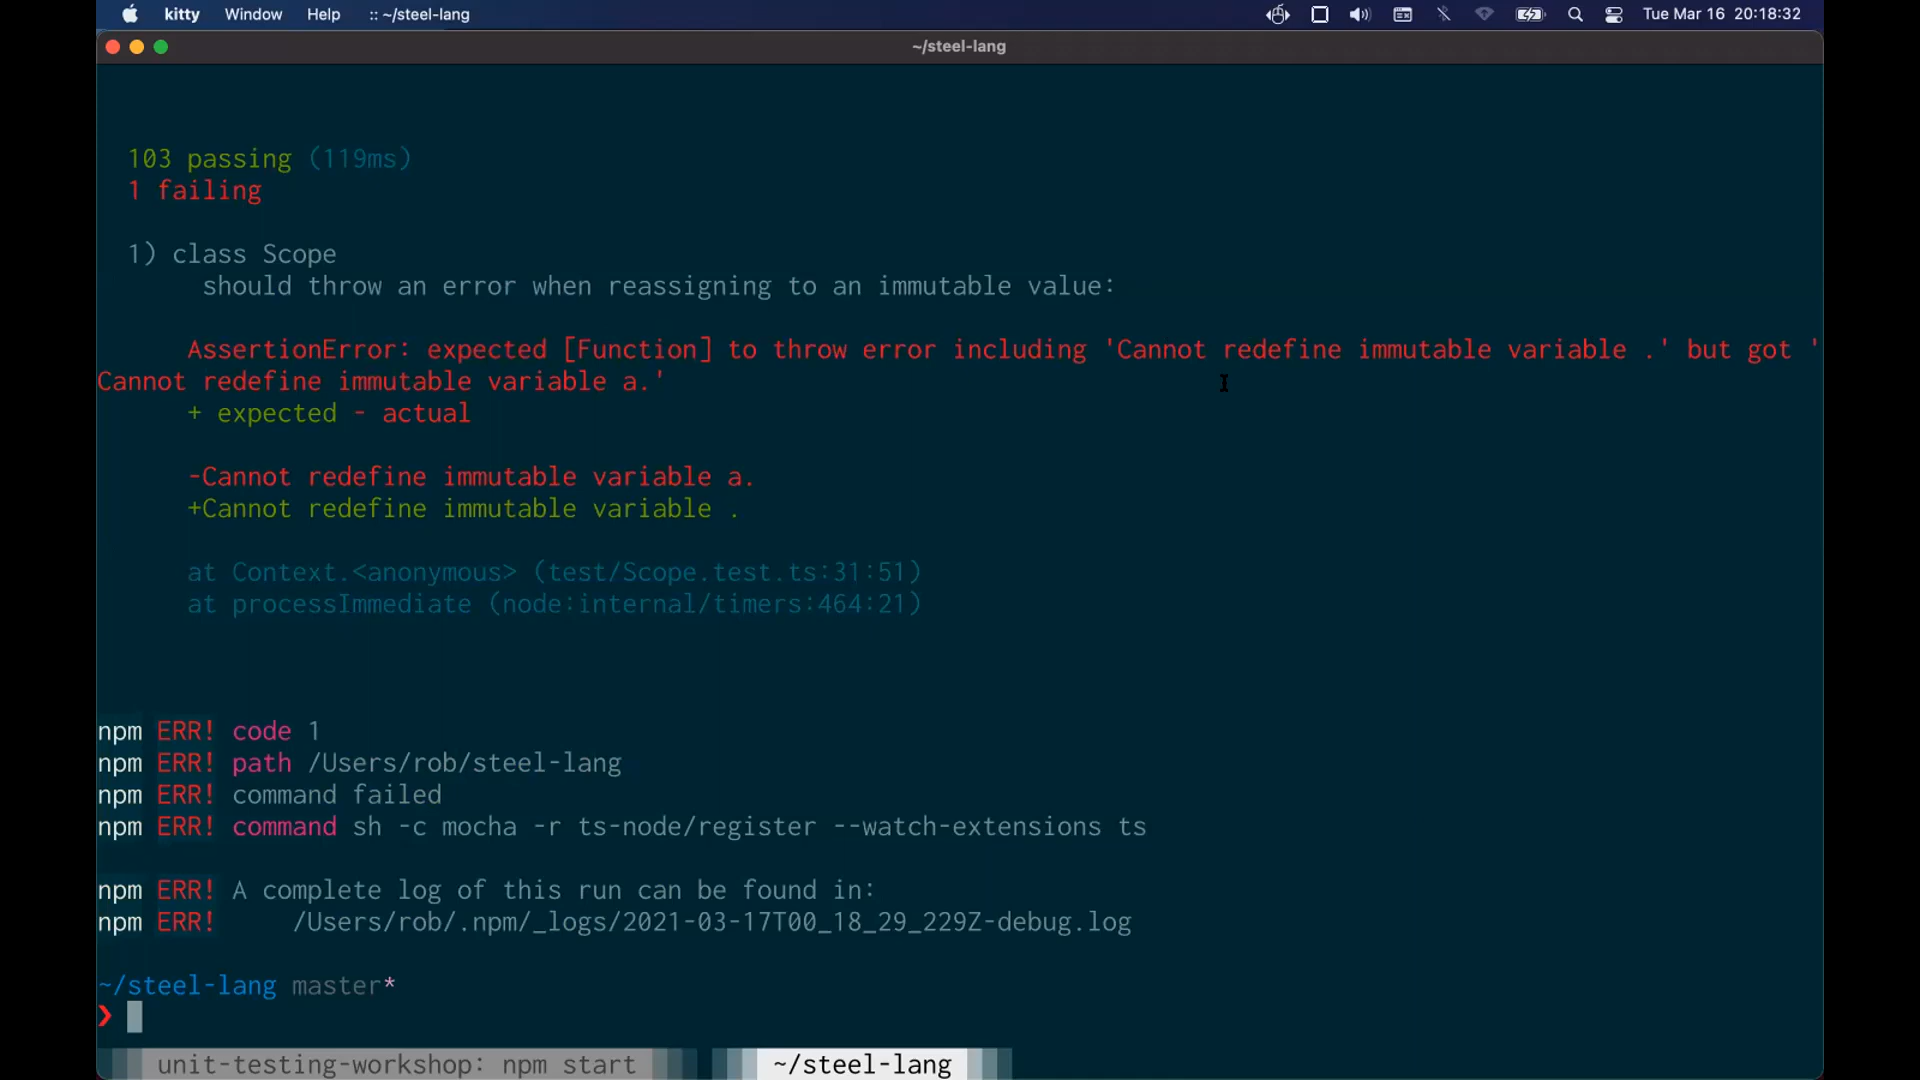 kitty Window Help :: ~/steel-lang Tue Mar 16 20:18:32
~/steel-lang
103 passing (119ms)
1 failing
1) class Scope
should throw an error when reassigning to an immutable value:
AssertionError: expected [Function] to throw error including 'Cannot redefine immutable variable .' but got '
Cannot redefine immutable variable a.'
+ expected - actual
-Cannot redefine immutable variable a.
+Cannot redefine immutable variable .
at Context.<anonymous> (test/Scope.test.ts:31:51)
at processImmediate (node:internal/timers:464:21)
npm ERR! code 1
npm ERR! path /Users/rob/steel-lang
npm ERR! command failed
npm ERR! command sh -c mocha -r ts-node/register --watch-extensions ts
npm ERR! A complete log of this run can be found in:
npm ERR!     /Users/rob/.npm/_logs/2021-03-17T00_18_29_229Z-debug.log
~/steel-lang master*
❯
unit-testing-workshop: npm start ~/steel-lang